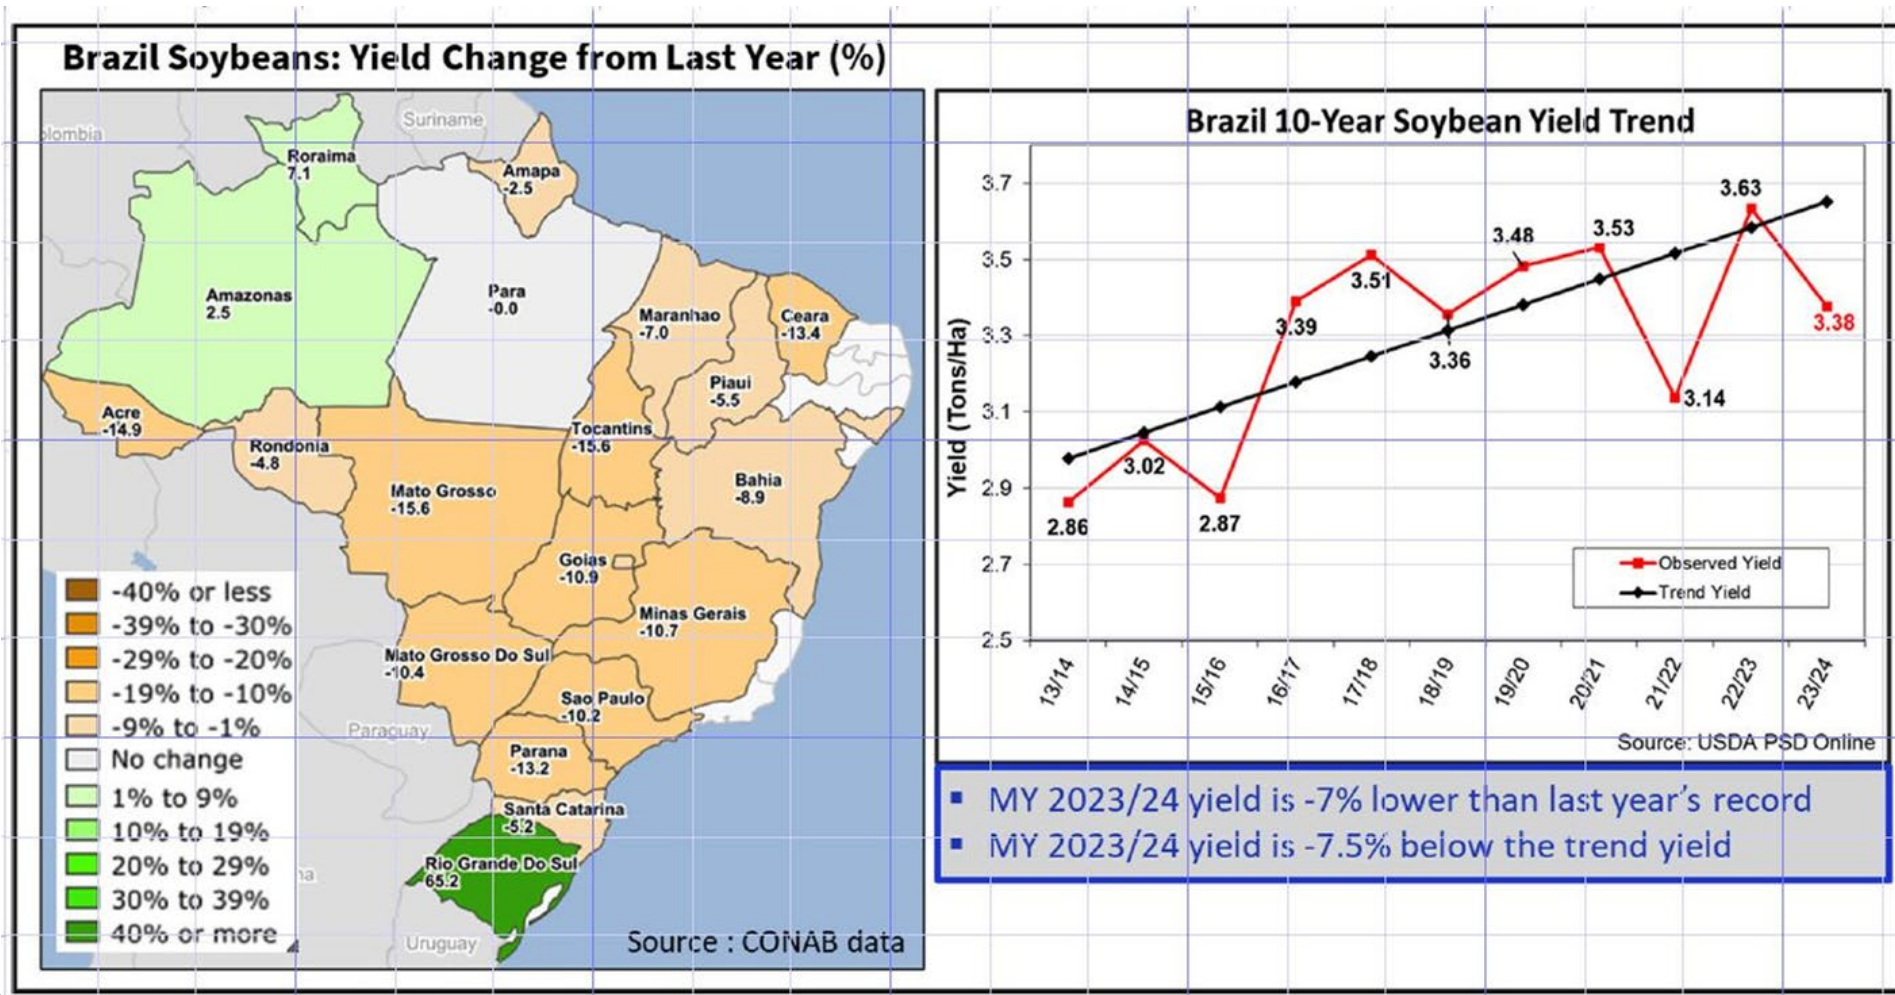 Brazil Soybeans: Yield Change from Last Year (%)
Suriname
Roraima
7.1
Amapa
-2.5
Amazonas
2.5
Para
-0.0
Maranhao
-7.0
Ceara
-13.4
Piaui
-5.5
Acre
-14.9
Rondonia
-4.8
Tocantins
-15.6
Mato Grosso
-15.6
Bahia
-8.9
Goias
-10.9
Minas Gerais
-10.7
Mato Grosso Do Sul
-10.4
Sao Paulo
-10.2
Paraguay
Parana
-13.2
Santa Catarina
-5.2
Rio Grande Do Sul
65.2
Uruguay
-40% or less
-39% to -30%
-29% to -20%
-19% to -10%
-9% to -1%
No change
1% to 9%
10% to 19%
20% to 29%
30% to 39%
40% or more
Source : CONAB data
Brazil 10-Year Soybean Yield Trend
Yield (Tons/Ha)
3.7
3.5
3.3
3.1
2.9
2.7
2.5
2.86
3.02
2.87
3.39
3.51
3.36
3.48
3.53
3.14
3.63
3.38
Observed Yield
Trend Yield
13/14
14/15
15/16
16/17
17/18
18/19
19/20
20/21
21/22
22/23
23/24
Source: USDA PSD Online
▪ MY 2023/24 yield is -7% lower than last year’s record
▪ MY 2023/24 yield is -7.5% below the trend yield